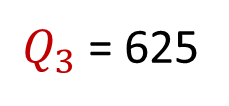 Q₃ = 625